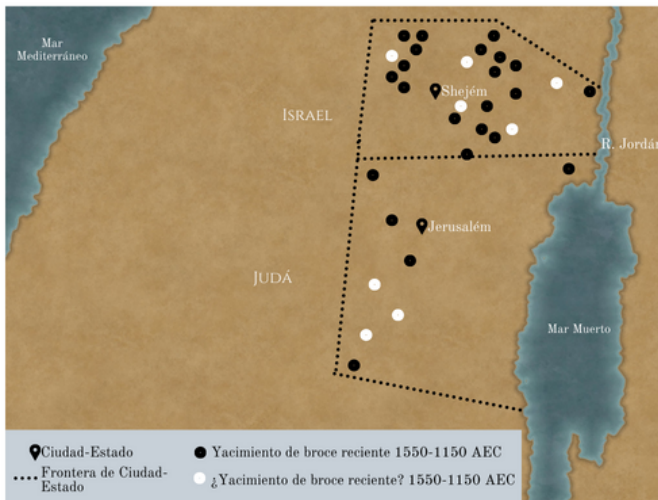 Mar
Mediterráneo
Shejém
Israel
R. Jordán
Jerusalém
Judá
Mar Muerto
Ciudad-Estado
Frontera de Ciudad-
Estado
Yacimiento de broce reciente 1550-1150 AEC
¿Yacimiento de broce reciente? 1550-1150 AEC